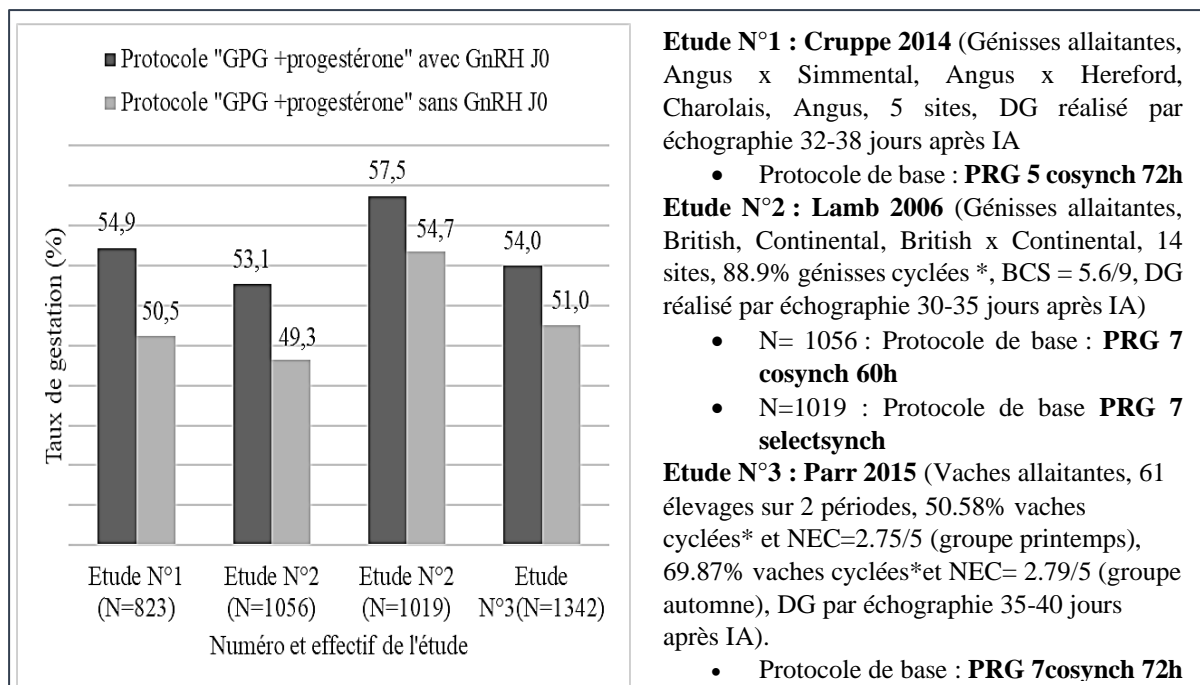 Protocole "GPG +progestérone" avec GnRH J0
Protocole "GPG +progestérone" sans GnRH J0
Taux de gestation (%)
54,9
50,5
53,1
49,3
57,5
54,7
54,0
51,0
Etude N°1
(N=823)
Etude N°2
(N=1056)
Etude N°2
(N=1019)
Etude
N°3(N=1342)
Numéro et effectif de l'étude
Etude N°1 : Cruppe 2014 (Génisses allaitantes,
Angus x Simmental, Angus x Hereford,
Charolais, Angus, 5 sites, DG réalisé par
échographie 32-38 jours après IA
• Protocole de base : PRG 5 cosynch 72h
Etude N°2 : Lamb 2006 (Génisses allaitantes,
British, Continental, British x Continental, 14
sites, 88.9% génisses cyclées *, BCS = 5.6/9, DG
réalisé par échographie 30-35 jours après IA)
• N= 1056 : Protocole de base : PRG 7
cosynch 60h
• N=1019 : Protocole de base PRG 7
selectsynch
Etude N°3 : Parr 2015 (Vaches allaitantes, 61
élevages sur 2 périodes, 50.58% vaches
cyclées* et NEC=2.75/5 (groupe printemps),
69.87% vaches cyclées*et NEC= 2.79/5 (groupe
automne), DG par échographie 35-40 jours
après IA).
• Protocole de base : PRG 7cosynch 72h